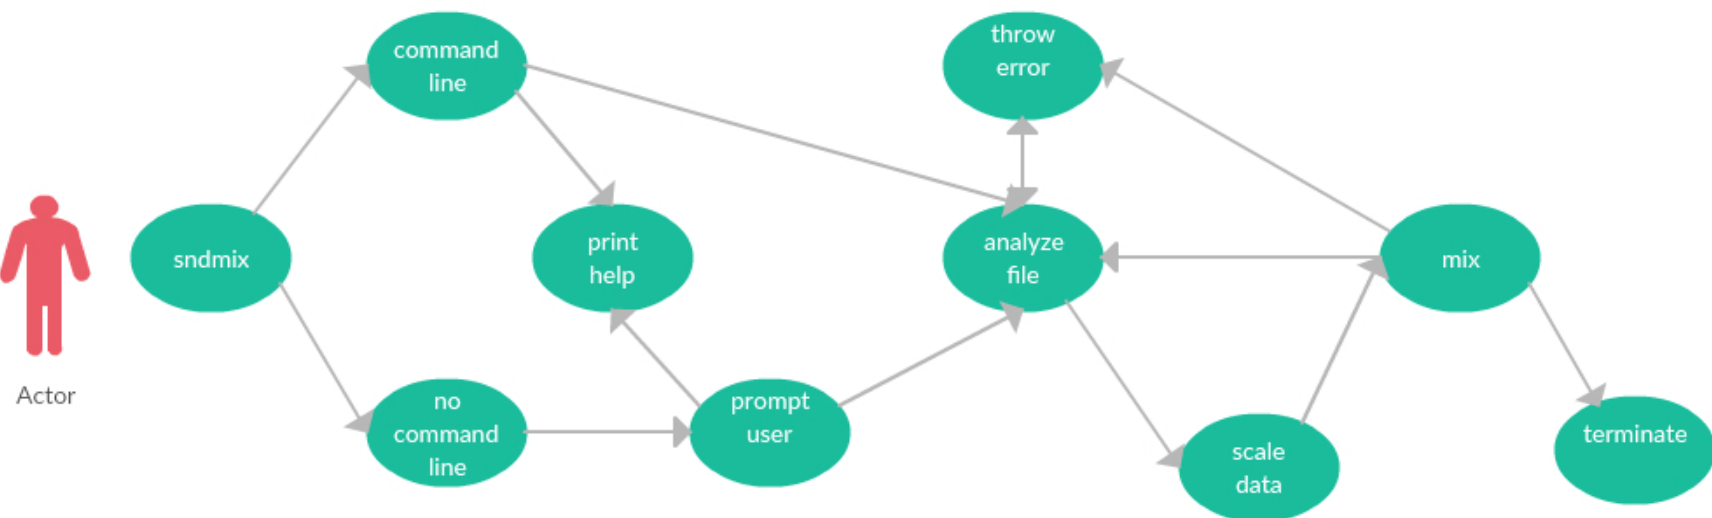 command
line
throw
error
sndmix
print
help
analyze
file
mix
Actor
no
command
line
prompt
user
scale
data
terminate